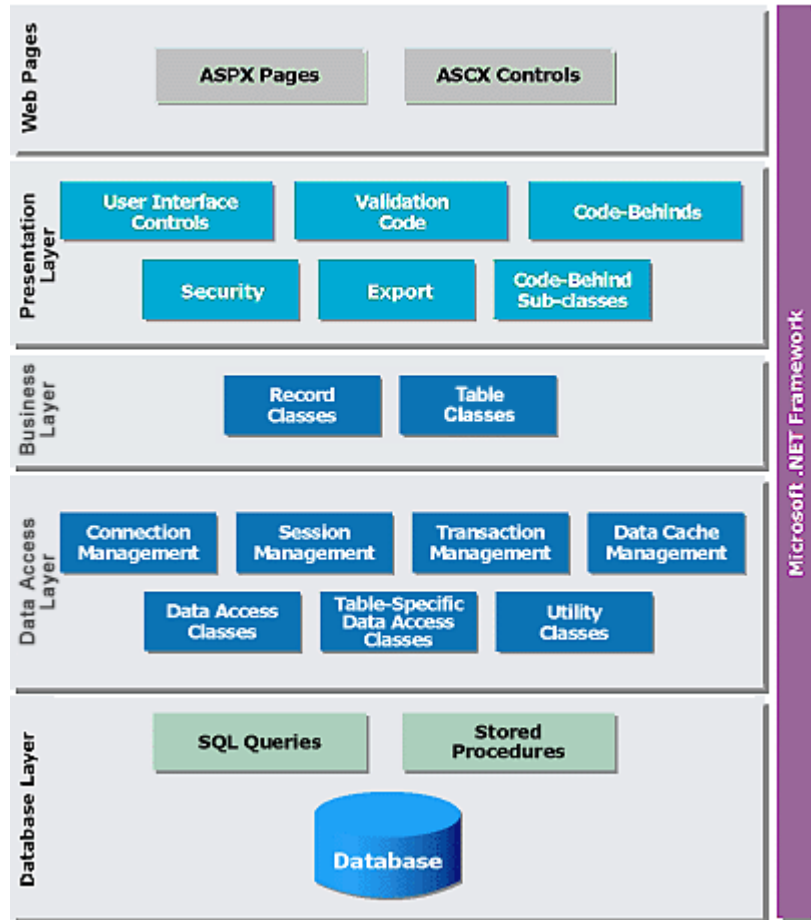 Web Pages
ASPX Pages
ASCX Controls
Presentation
Layer
User Interface
Controls
Validation
Code
Code-Behinds
Security
Export
Code-Behind
Sub-classes
Business
Layer
Record
Classes
Table
Classes
Data Access
Layer
Connection
Management
Session
Management
Transaction
Management
Data Cache
Management
Data Access
Classes
Table-Specific
Data Access
Classes
Utility
Classes
Database Layer
SQL Queries
Stored
Procedures
Database
Microsoft .NET Framework